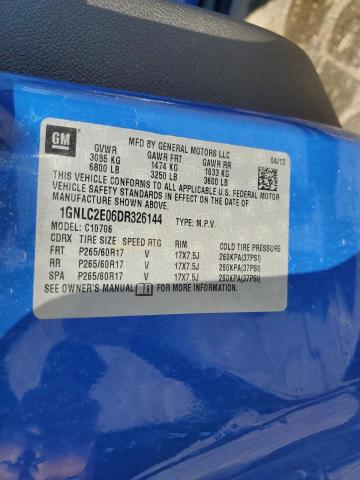 GM
MFD BY GENERAL MOTORS LLC 04/13
GVWR GAWR FRT GAWR RR
3085 KG 1474 KG 1633 KG
6800 LB 3250 LB 3600 LB
THIS VEHICLE CONFORMS TO ALL APPLICABLE U.S. FEDERAL MOTOR
VEHICLE SAFETY STANDARDS IN EFFECT ON THE DATE OF
MANUFACTURE SHOWN ABOVE.
1GNLC2E06DR326144 TYPE: M.P.V.
MODEL: C10706
CDRX TIRE SIZE SPEED RTG RIM COLD TIRE PRESSURE
FRT P265/60R17 V 17X7.5J 260KPA(37PSI)
RR P265/60R17 V 17X7.5J 260KPA(37PSI)
SPA P265/60R17 V 17X7.5J 260KPA(37PSI)
SEE OWNER'S MANUAL i FOR MORE INFORMATION.